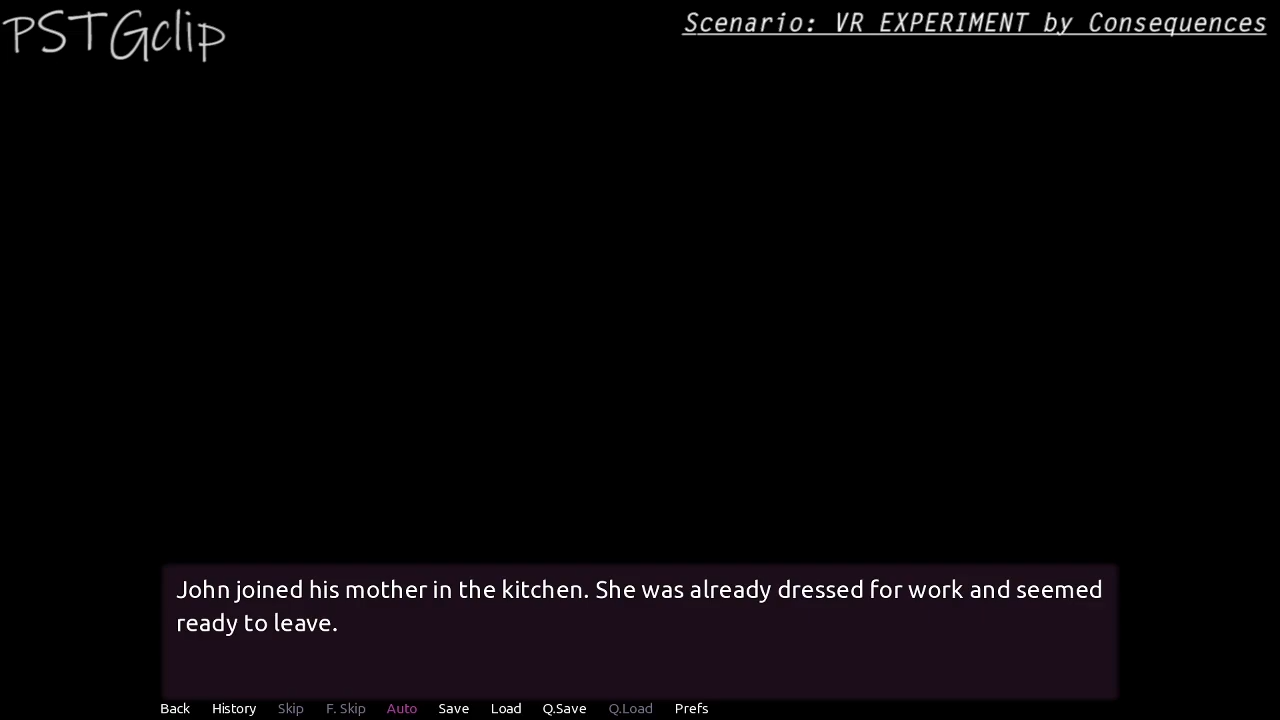 PSTGclip
Scenario: VR EXPERIMENT by Consequences
John joined his mother in the kitchen. She was already dressed for work and seemed
ready to leave.
Back History Skip F. Skip Auto Save Load Q.Save Q.Load Prefs